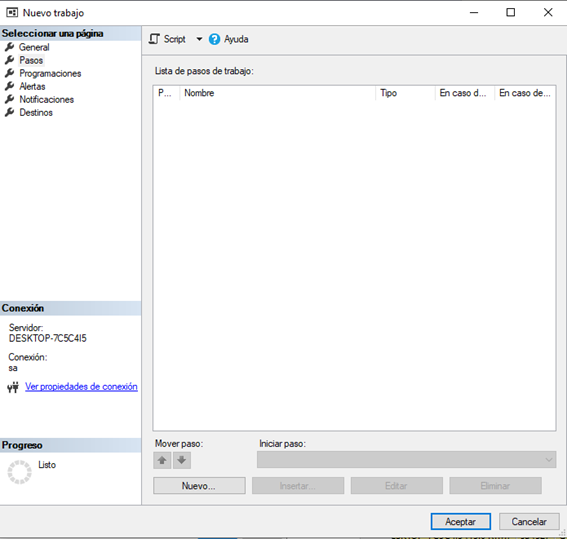 Nuevo trabajo
Seleccionar una página
General
Pasos
Programaciones
Alertas
Notificaciones
Destinos
Conexión
Servidor:
DESKTOP-7C5C4I5
Conexión:
sa
Ver propiedades de conexión
Progreso
Listo
Script
Ayuda
Lista de pasos de trabajo:
P... Nombre Tipo En caso d... En caso de...
Mover paso: Iniciar paso:
Nuevo... Insertar... Editar Eliminar
Aceptar Cancelar